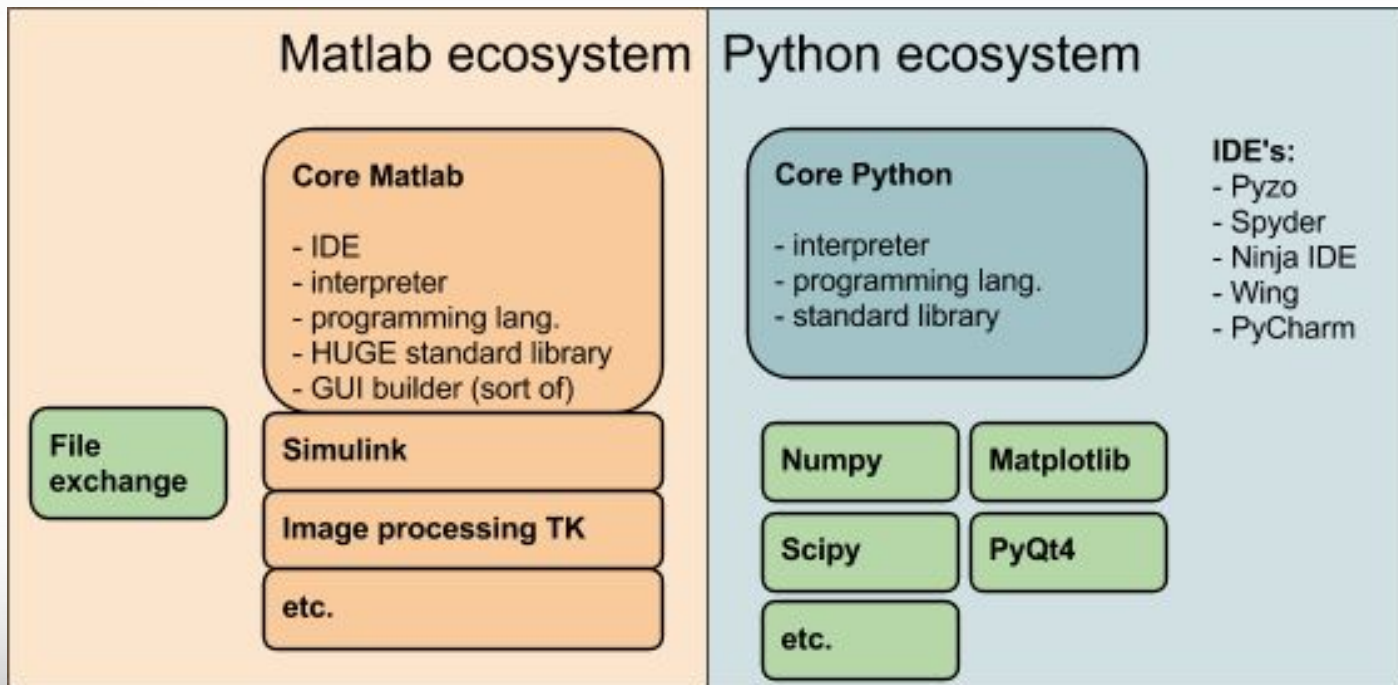 Matlab ecosystem
Core Matlab
- IDE
- interpreter
- programming lang.
- HUGE standard library
- GUI builder (sort of)
File
exchange
Simulink
Image processing TK
etc.
Python ecosystem
Core Python
- interpreter
- programming lang.
- standard library
IDE's:
- Pyzo
- Spyder
- Ninja IDE
- Wing
- PyCharm
Numpy
Matplotlib
Scipy
PyQt4
etc.